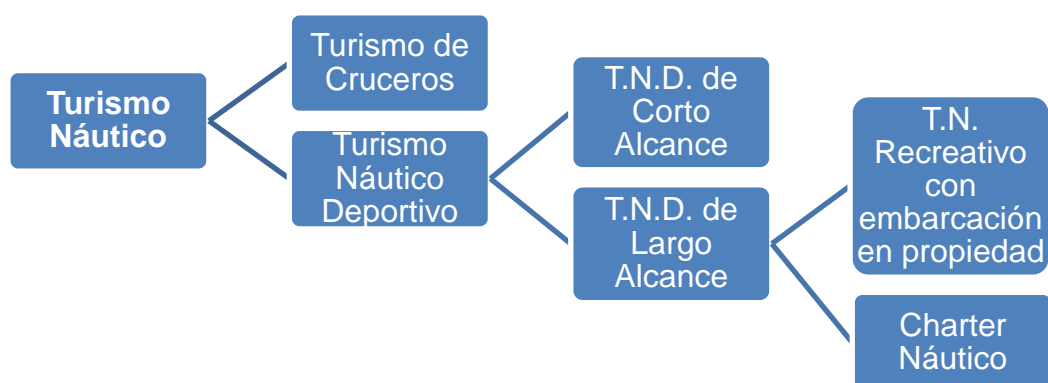 Turismo
Náutico
Turismo de
Cruceros
Turismo
Náutico
Deportivo
T.N.D. de
Corto
Alcance
T.N.D. de
Largo
Alcance
T.N.
Recreativo
con
embarcación
en propiedad
Charter
Náutico